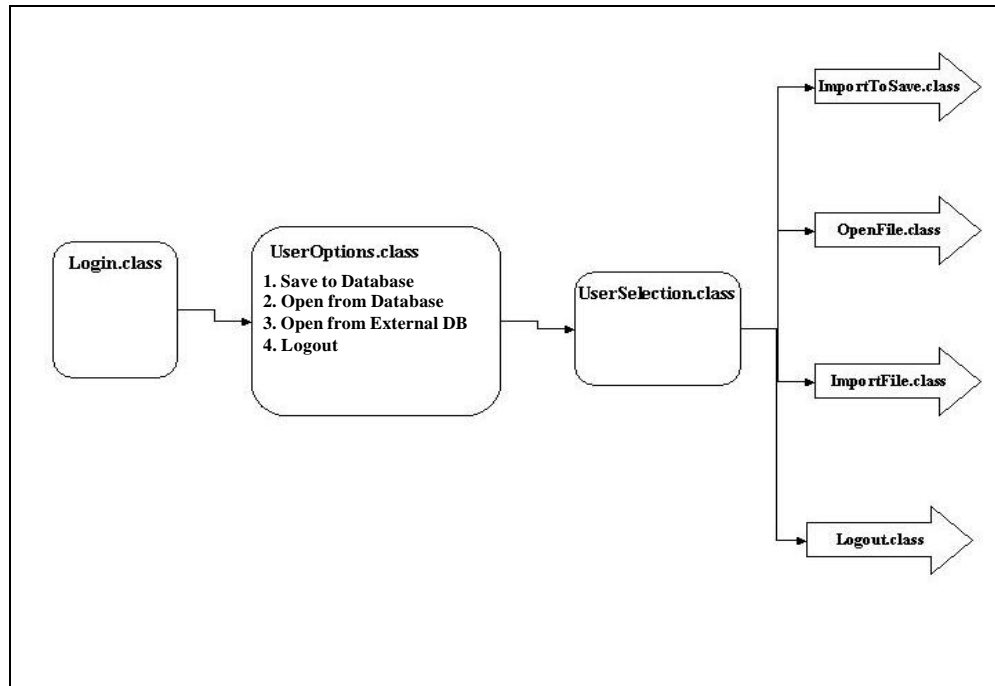 Login.class
UserOptions.class
1. Save to Database
2. Open from Database
3. Open from External DB
4. Logout
UserSelection.class
ImportToSave.class
OpenFile.class
ImportFile.class
Logout.class